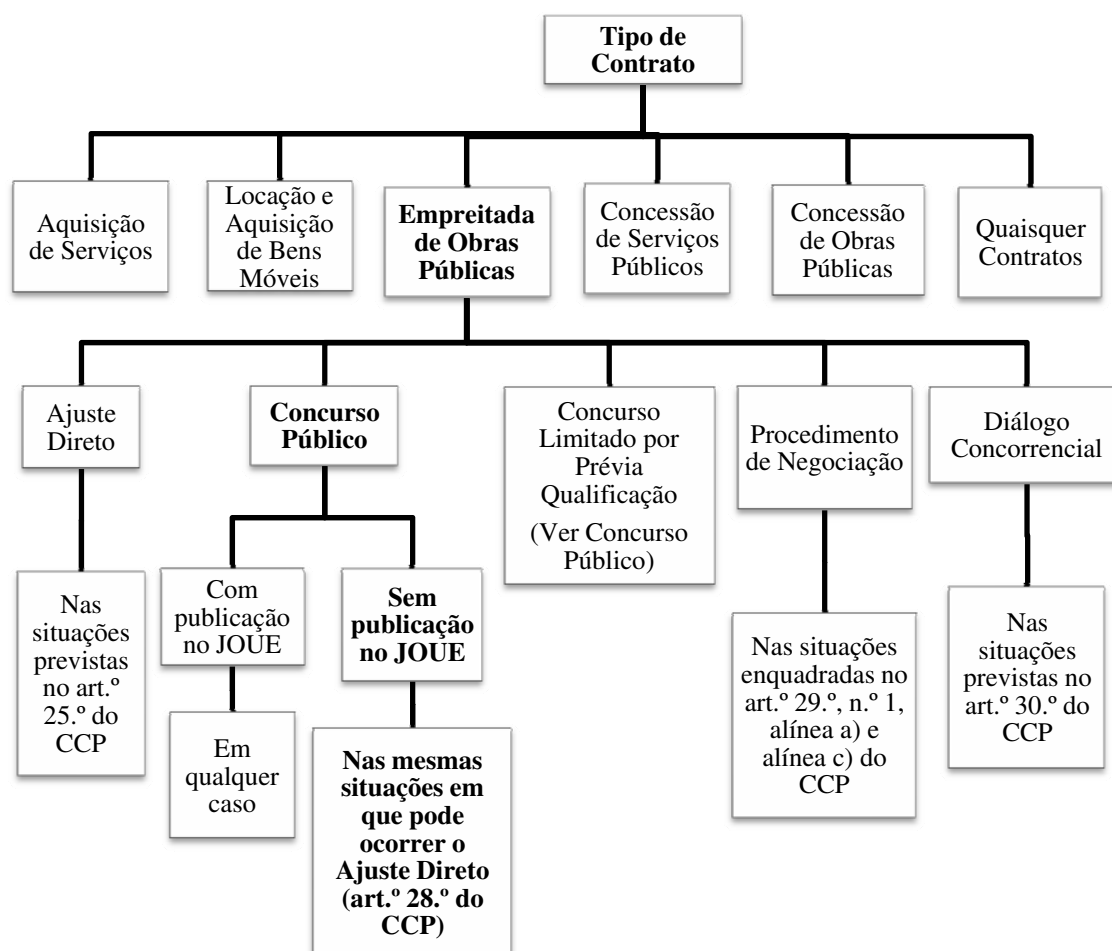 Tipo de
Contrato
Aquisição
de Serviços
Locação e
Aquisição
de Bens
Móveis
Empreitada
de Obras
Públicas
Concessão
de Serviços
Públicos
Concessão
de Obras
Públicas
Quaisquer
Contratos
Ajuste
Direto
Concurso
Público
Concurso
Limitado por
Prévia
Qualificação
(Ver Concurso
Público)
Procedimento
de Negociação
Diálogo
Concorrencial
Nas
situações
previstas
no art.º
25.º do
CCP
Com
publicação
no JOUE
Sem
publicação
no JOUE
Em
qualquer
caso
Nas mesmas
situações em
que pode
ocorrer o
Ajuste Direto
(art.º 28.º do
CCP)
Nas situações
enquadradas no
art.º 29.º, n.º 1,
alínea a) e
alínea c) do
CCP
Nas
situações
previstas no
art.º 30.º do
CCP